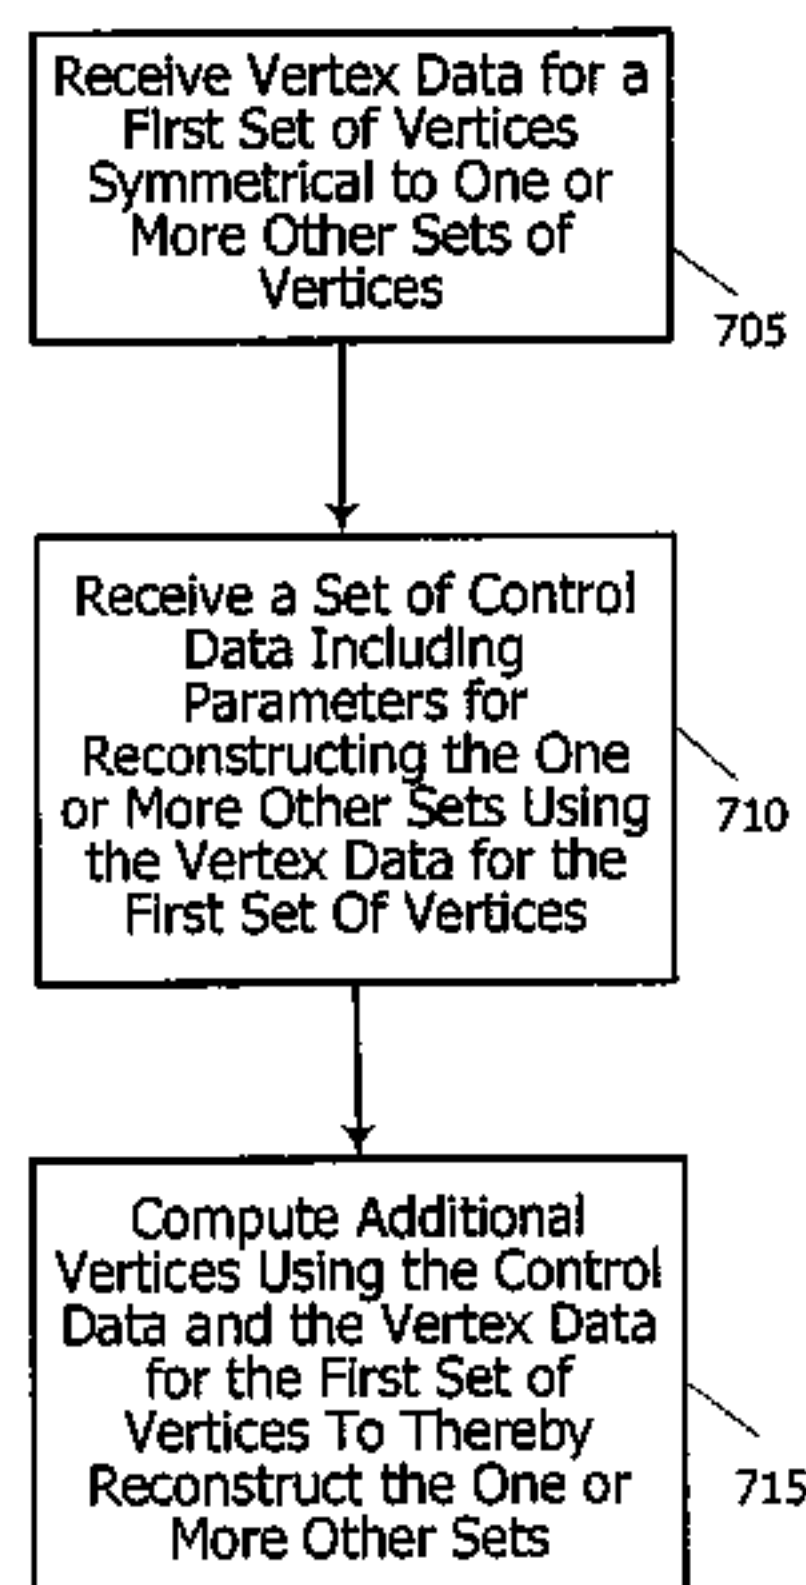 Receive Vertex Data for a
First Set of Vertices
Symmetrical to One or
More Other Sets of
Vertices
705
Receive a Set of Control
Data Including
Parameters for
Reconstructing the One
or More Other Sets Using
the Vertex Data for the
First Set Of Vertices
710
Compute Additional
Vertices Using the Control
Data and the Vertex Data
for the First Set of
Vertices To Thereby
Reconstruct the One or
More Other Sets
715